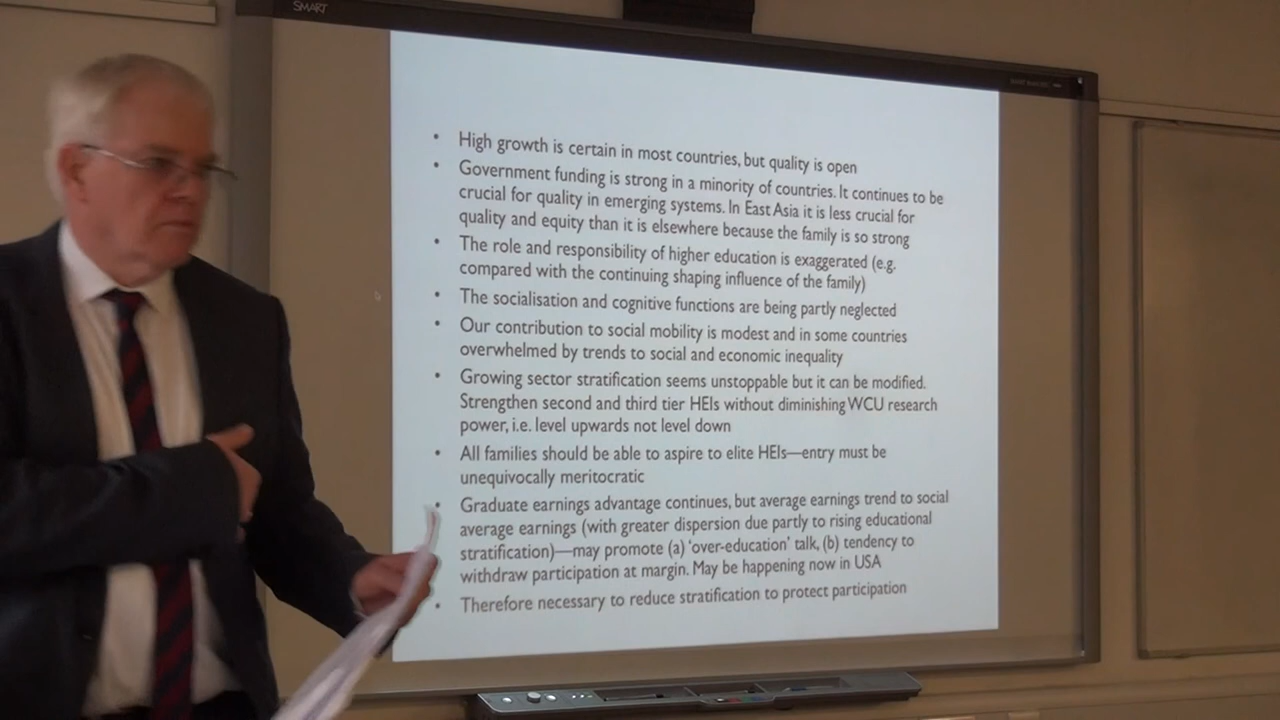 SMART
• High growth is certain in most countries, but quality is open
• Government funding is strong in a minority of countries. It continues to be
crucial for quality in emerging systems. In East Asia it is less crucial for
quality and equity than it is elsewhere because the family is so strong
• The role and responsibility of higher education is exaggerated (e.g.
compared with the continuing shaping influence of the family)
• The socialisation and cognitive functions are being partly neglected
• Our contribution to social mobility is modest and in some countries
overwhelmed by trends to social and economic inequality
• Growing sector stratification seems unstoppable but it can be modified.
Strengthen second and third tier HEIs without diminishing WCU research
power, i.e. level upwards not level down
• All families should be able to aspire to elite HEIs—entry must be
unequivocally meritocratic
• Graduate earnings advantage continues, but average earnings trend to social
average earnings (with greater dispersion due partly to rising educational
stratification)—may promote (a) ‘over-education’ talk, (b) tendency to
withdraw participation at margin. May be happening now in USA
• Therefore necessary to reduce stratification to protect participation